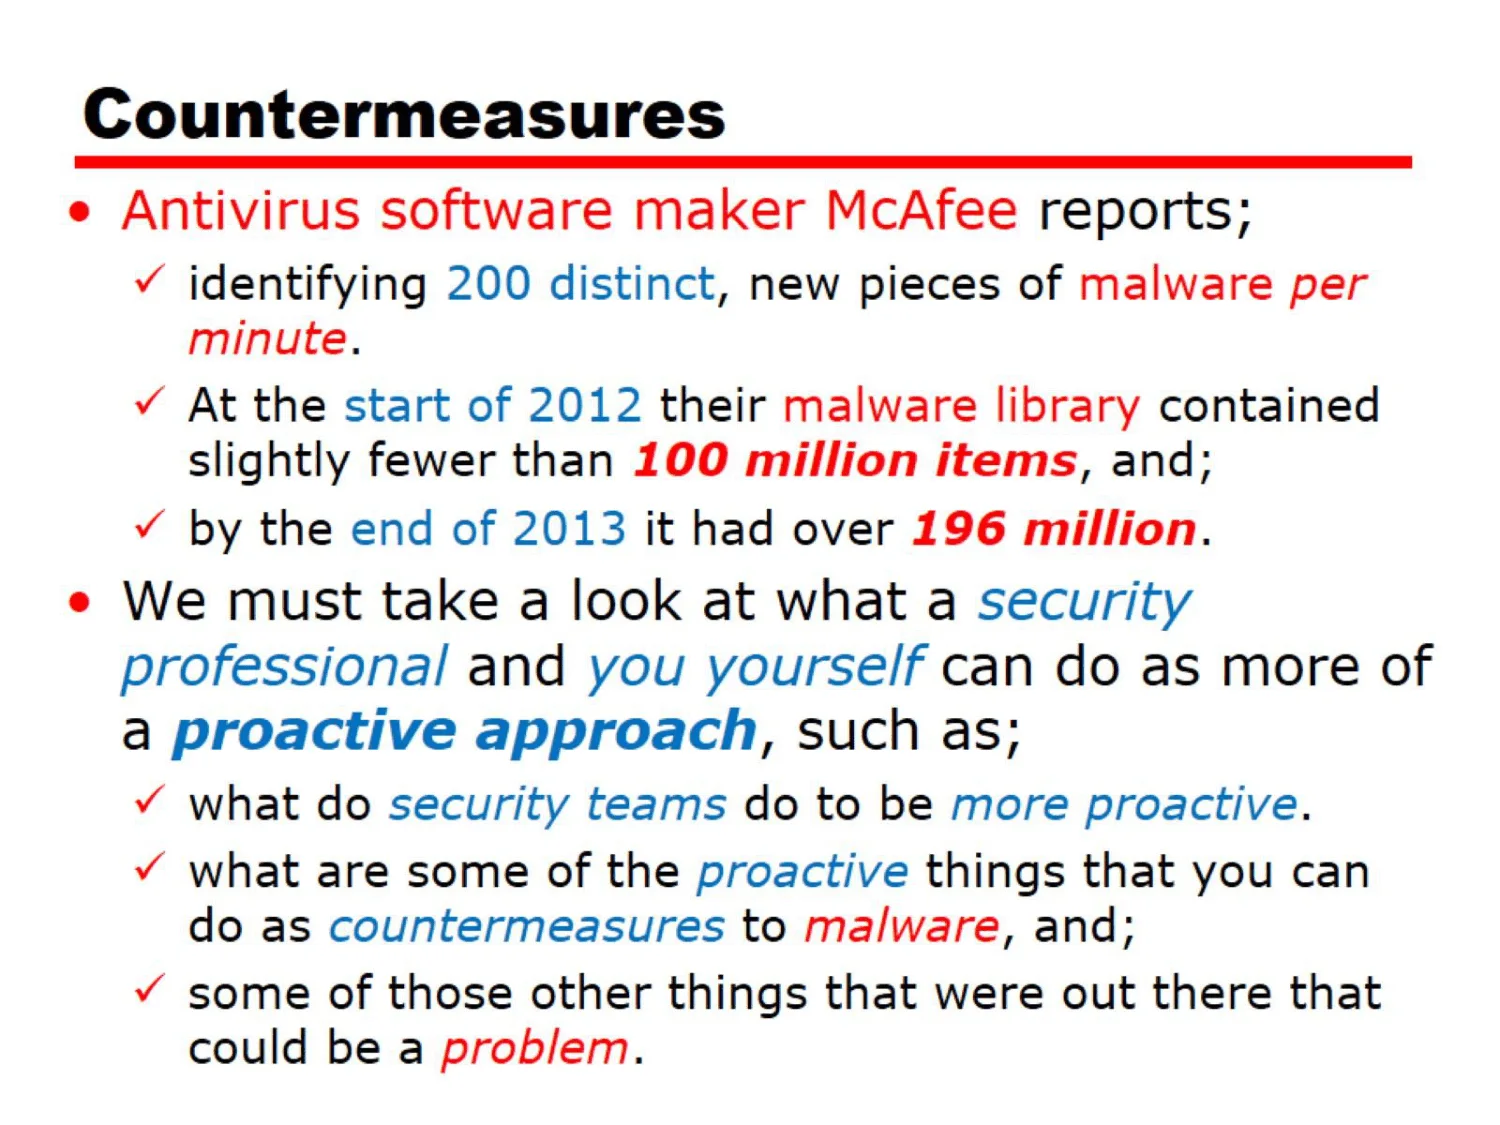 Countermeasures
• Antivirus software maker McAfee reports;
✓ identifying 200 distinct, new pieces of malware per
minute.
✓ At the start of 2012 their malware library contained
slightly fewer than 100 million items, and;
✓ by the end of 2013 it had over 196 million.
• We must take a look at what a security
professional and you yourself can do as more of
a proactive approach, such as;
✓ what do security teams do to be more proactive.
✓ what are some of the proactive things that you can
do as countermeasures to malware, and;
✓ some of those other things that were out there that
could be a problem.